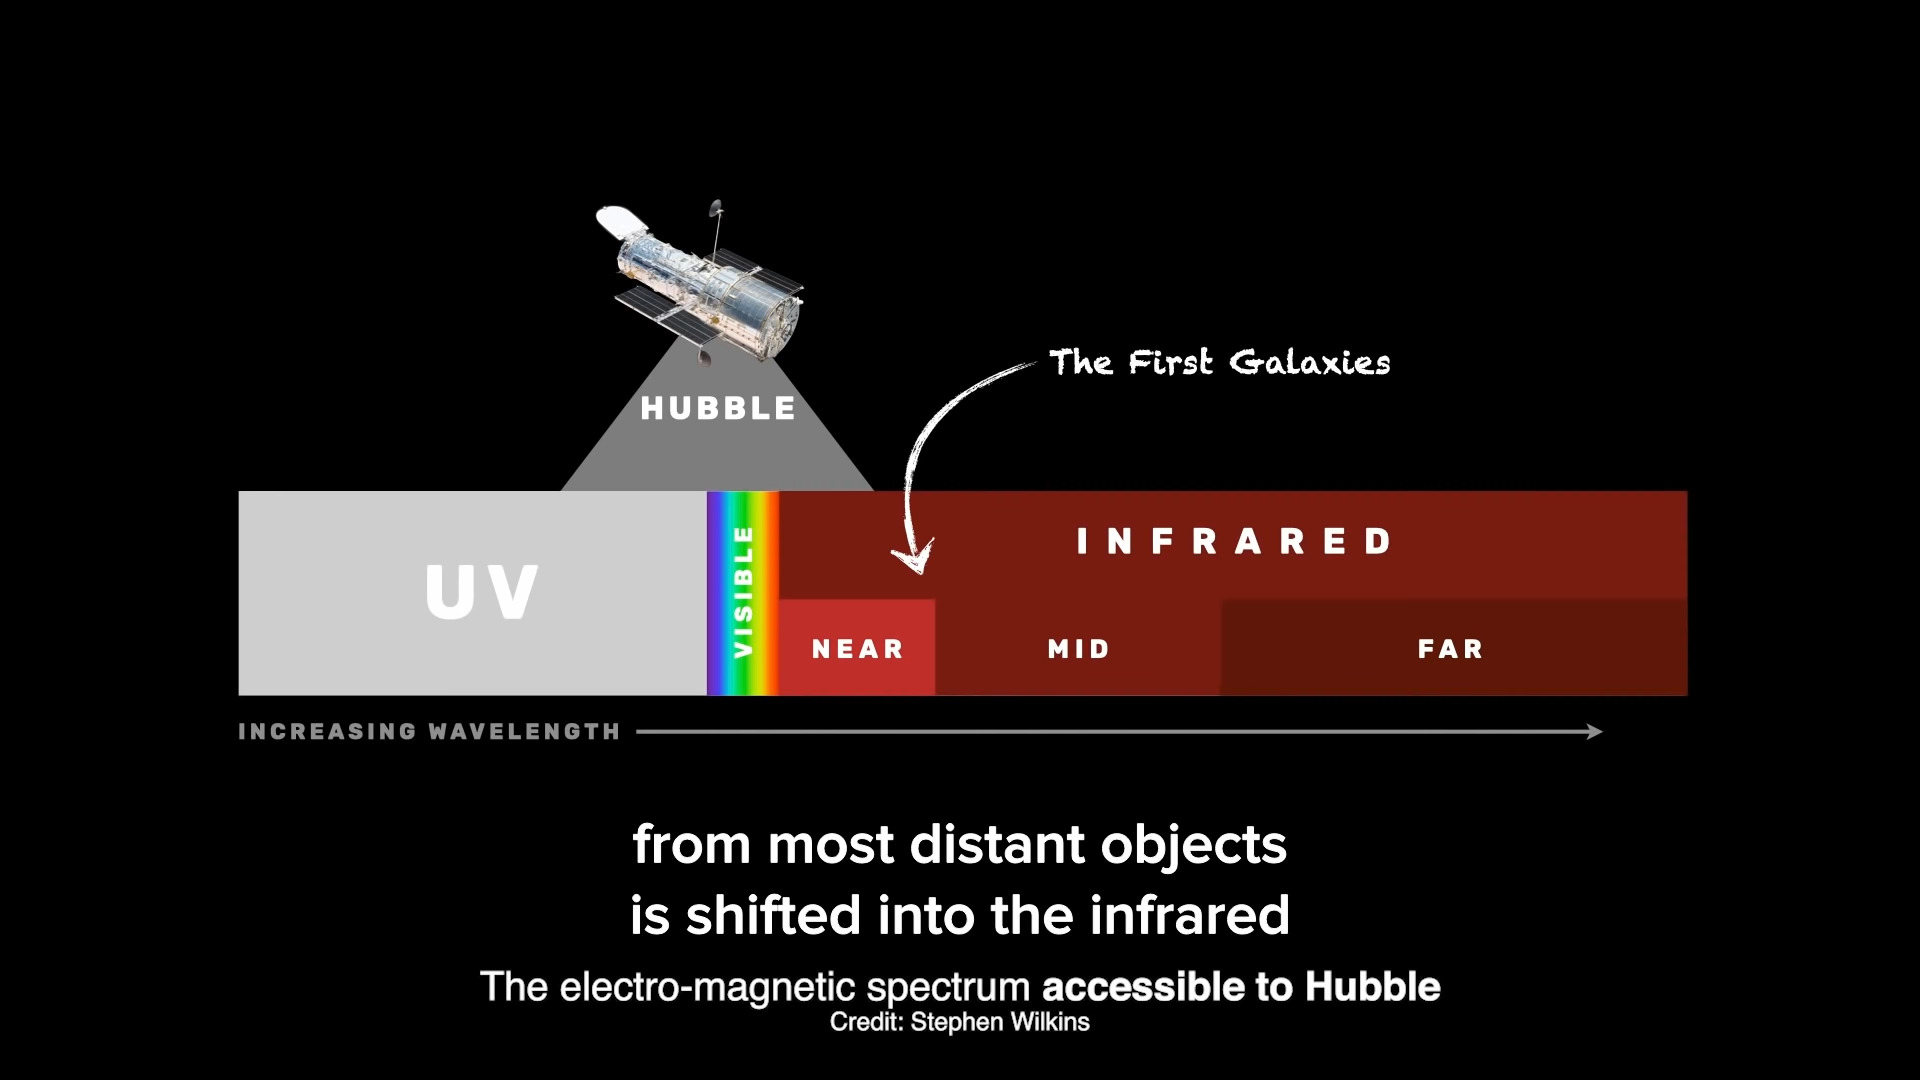 HUBBLE
The First Galaxies
UV
VISIBLE
INFRARED
NEAR
MID
FAR
INCREASING WAVELENGTH
from most distant objects
is shifted into the infrared
The electro-magnetic spectrum accessible to Hubble
Credit: Stephen Wilkins